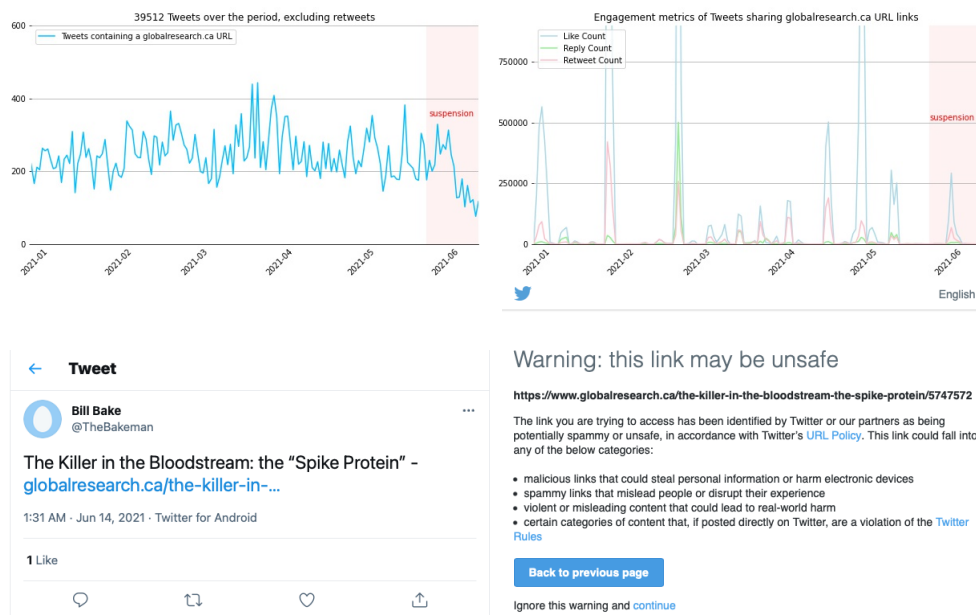 39512 Tweets over the period, excluding retweets
Tweets containing a globalresearch.ca URL
600
400
200
0
suspension
2021-01
2021-02
2021-03
2021-04
2021-05
2021-06
Engagement metrics of Tweets sharing globalresearch.ca URL links
Like Count
Reply Count
Retweet Count
750000
500000
250000
0
suspension
2021-01
2021-02
2021-03
2021-04
2021-05
2021-06
English
Tweet
Bill Bake
@TheBakeman
The Killer in the Bloodstream: the “Spike Protein” -
globalresearch.ca/the-killer-in-…
1:31 AM · Jun 14, 2021 · Twitter for Android
1 Like
Warning: this link may be unsafe
https://www.globalresearch.ca/the-killer-in-the-bloodstream-the-spike-protein/5747572
The link you are trying to access has been identified by Twitter or our partners as being
potentially spammy or unsafe, in accordance with Twitter’s URL Policy. This link could fall into
any of the below categories:
• malicious links that could steal personal information or harm electronic devices
• spammy links that mislead people or disrupt their experience
• violent or misleading content that could lead to real-world harm
• certain categories of content that, if posted directly on Twitter, are a violation of the Twitter
Rules
Back to previous page
Ignore this warning and continue